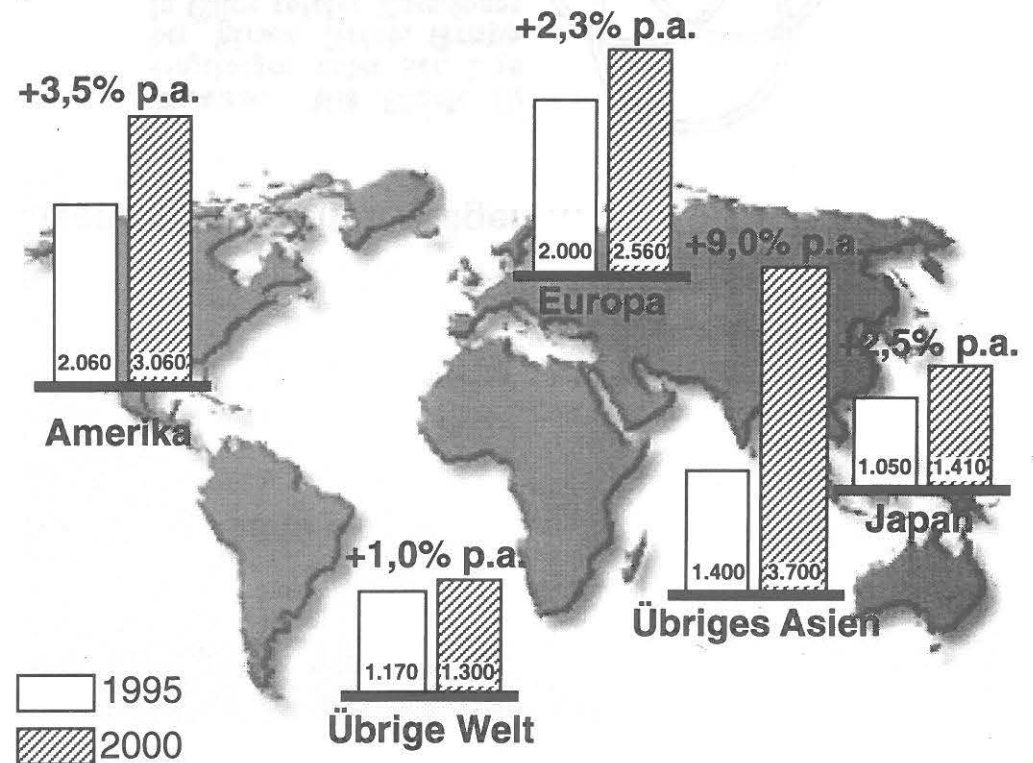 +2,3% p.a.
+3,5% p.a.
2.000 2.560
+9,0% p.a.
Europa
2.060 3.060
Amerika
+2,5% p.a.
1.050 1.410
Japan
+1,0% p.a.
1.400 3.700
Übriges Asien
1.170 1.300
Übrige Welt
1995
2000